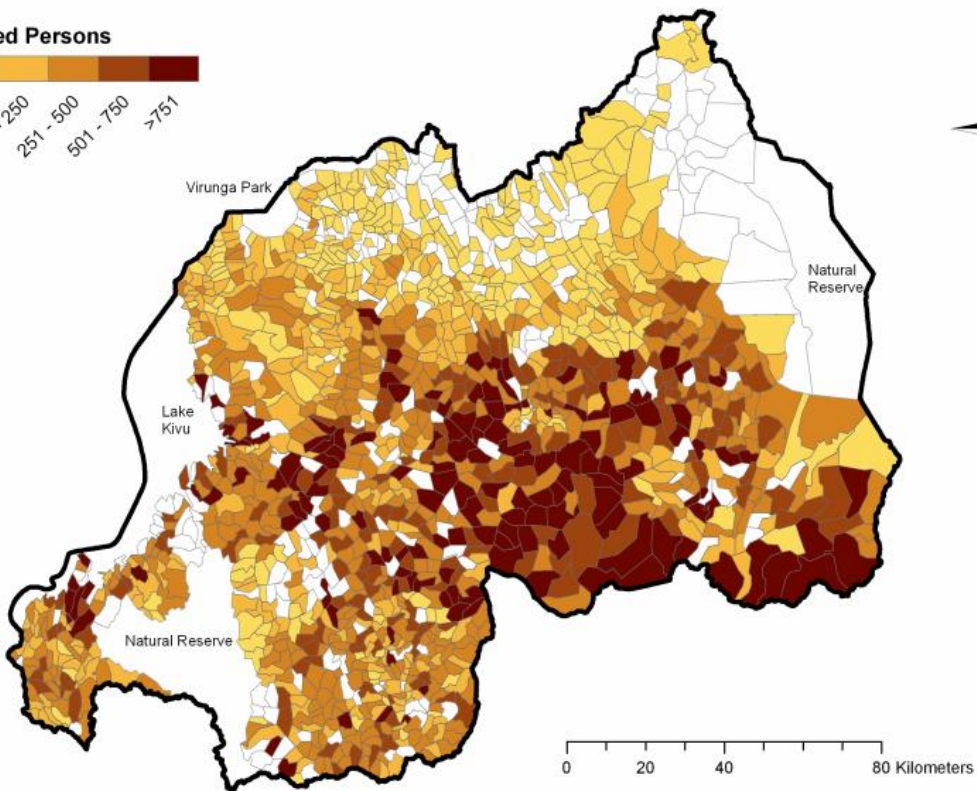 ed Persons
250
251 - 500
501 - 750
>751
Virunga Park
Natural
Reserve
Lake
Kivu
Natural Reserve
0 20 40 80 Kilometers